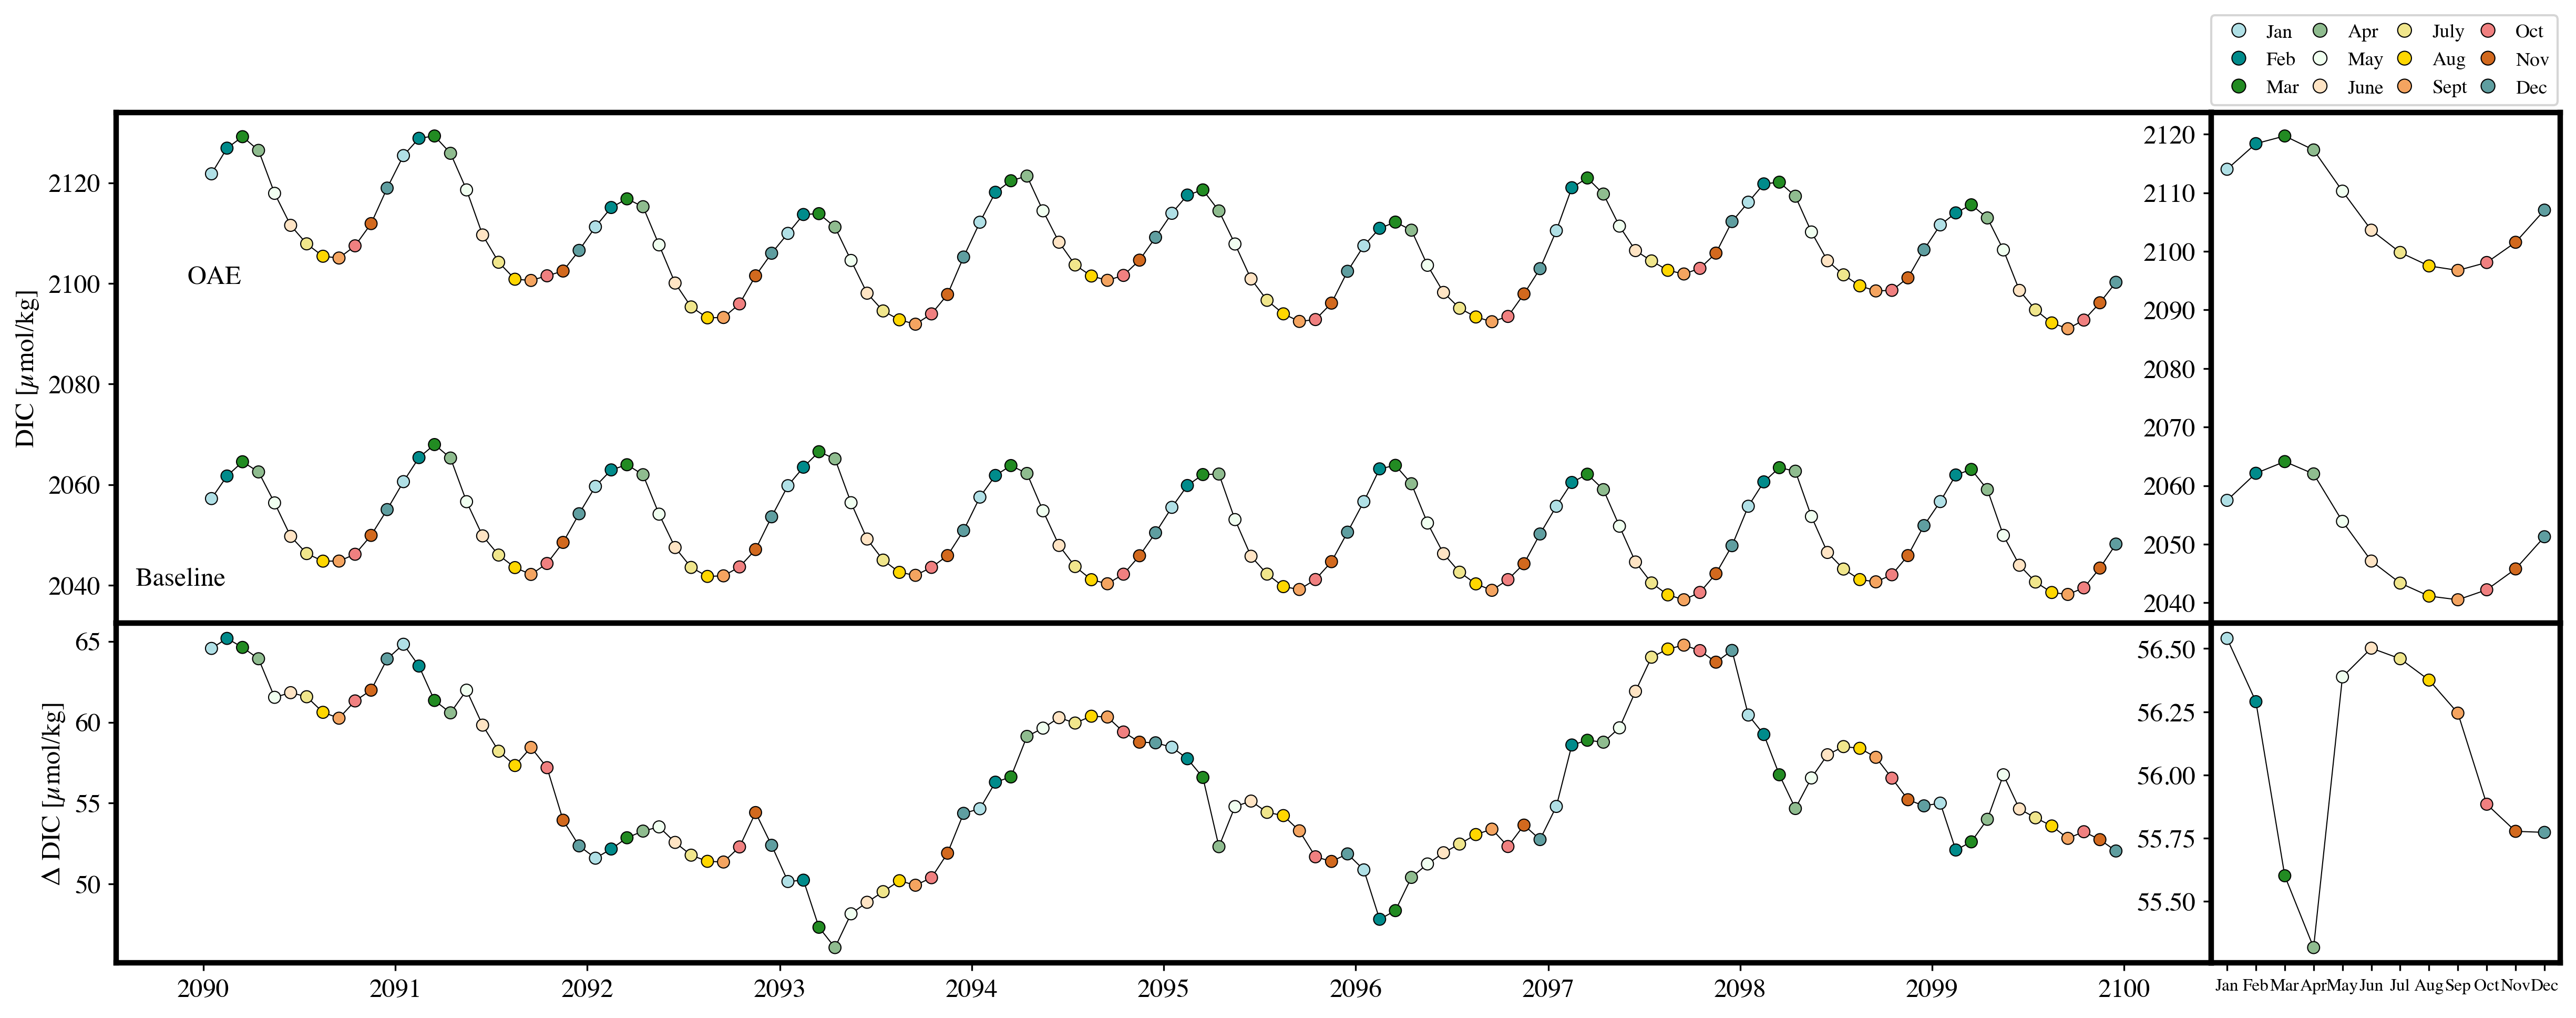 Jan Apr July Oct
Feb May Aug Nov
Mar June Sept Dec
DIC [μmol/kg]
2120
2100
2080
2060
2040
OAE
Baseline
2120
2110
2100
2090
2080
2070
2060
2050
2040
Δ DIC [μmol/kg]
65
60
55
50
56.50
56.25
56.00
55.75
55.50
2090 2091 2092 2093 2094 2095 2096 2097 2098 2099 2100
Jan Feb Mar Apr May Jun Jul Aug Sep Oct Nov Dec